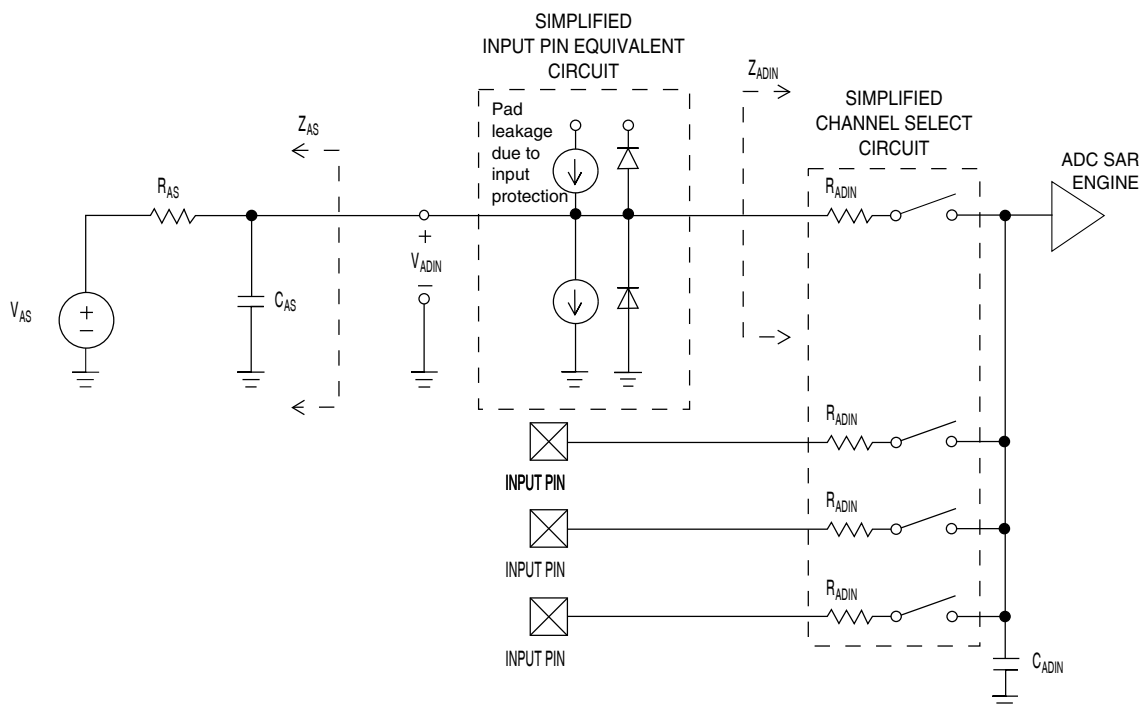 SIMPLIFIED
INPUT PIN EQUIVALENT
CIRCUIT
Pad
leakage
due to
input
protection
Z_ADIN
SIMPLIFIED
CHANNEL SELECT
CIRCUIT
ADC SAR
ENGINE
Z_AS
R_AS
R_ADIN
+
V_ADIN
−
C_AS
V_AS
+
−
R_ADIN
INPUT PIN
R_ADIN
INPUT PIN
R_ADIN
INPUT PIN
C_ADIN